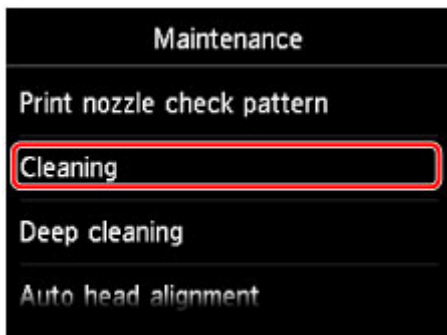 Maintenance
Print nozzle check pattern
Cleaning
Deep cleaning
Auto head alignment